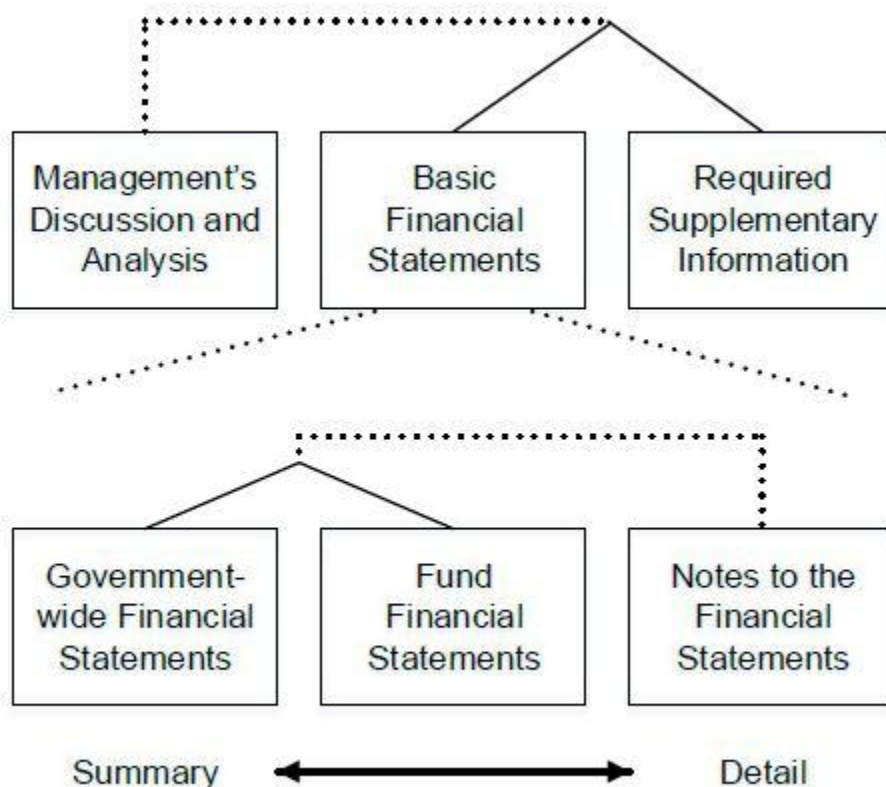 Management's
Discussion and
Analysis
Basic
Financial
Statements
Required
Supplementary
Information
Government-
wide Financial
Statements
Fund
Financial
Statements
Notes to the
Financial
Statements
Summary
Detail